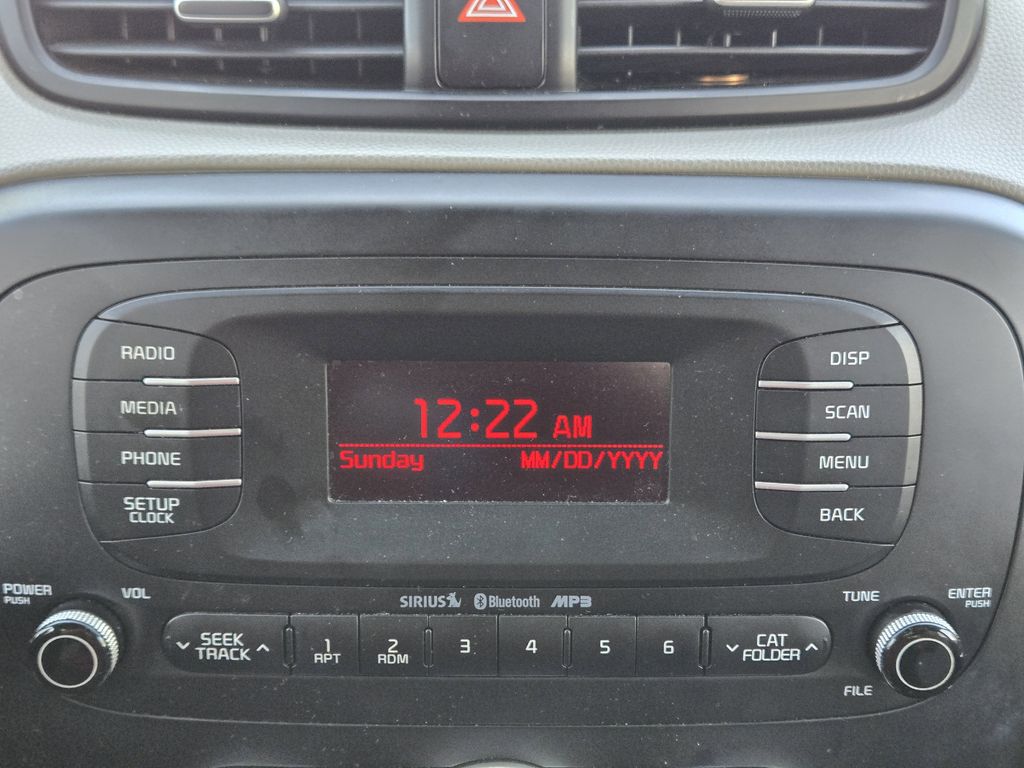 RADIO
MEDIA
PHONE
SETUP
CLOCK
12:22 AM
Sunday MM/DD/YYYY
DISP
SCAN
MENU
BACK
POWER
PUSH
VOL
SIRIUS Bluetooth MP3
TUNE
ENTER
PUSH
SEEK
TRACK
1
RPT
2
RDM
3
4
5
6
CAT
FOLDER
FILE